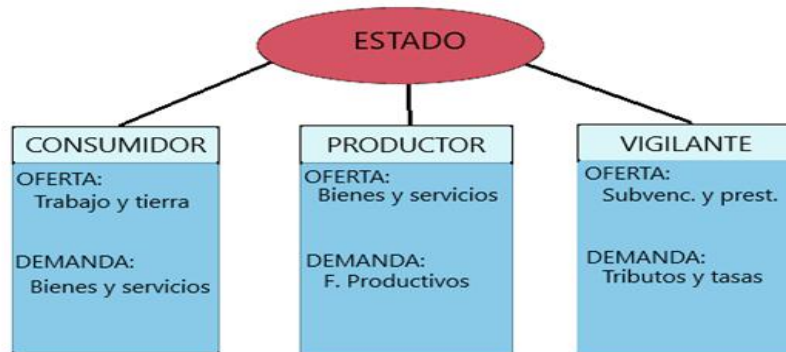 ESTADO
CONSUMIDOR
OFERTA:
Trabajo y tierra
DEMANDA:
Bienes y servicios
PRODUCTOR
OFERTA:
Bienes y servicios
DEMANDA:
F. Productivos
VIGILANTE
OFERTA:
Subvenc. y prest.
DEMANDA:
Tributos y tasas